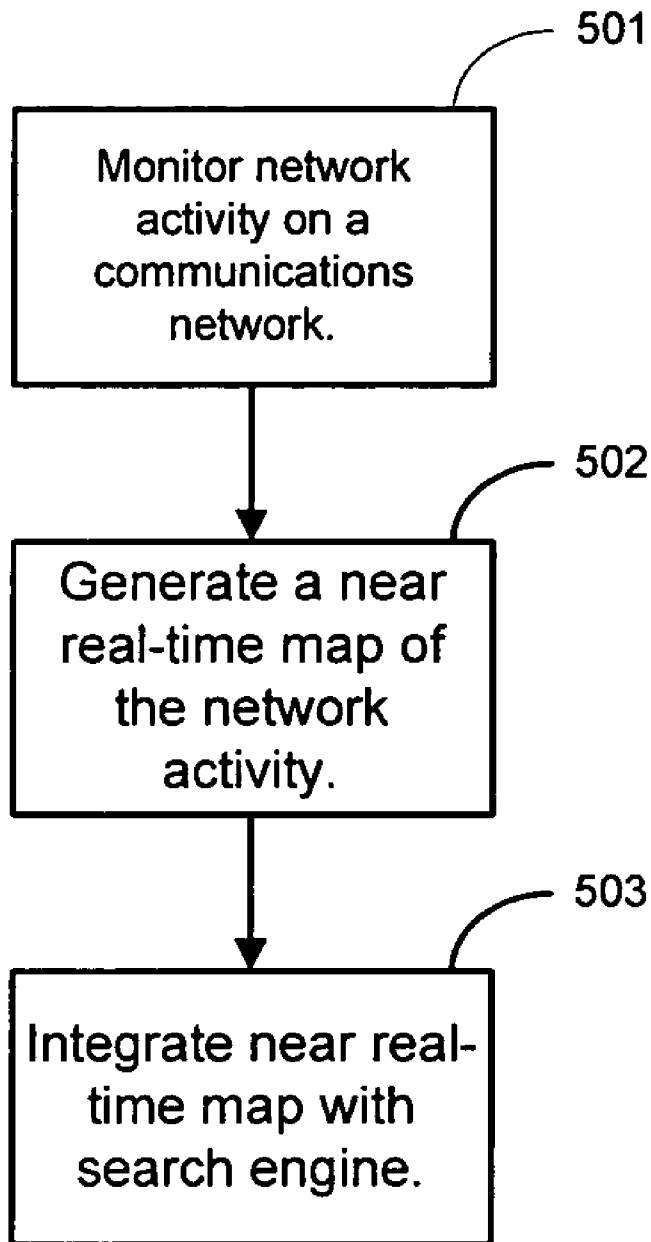 501
Monitor network
activity on a
communications
network.
502
Generate a near
real-time map of
the network
activity.
503
Integrate near real-
time map with
search engine.